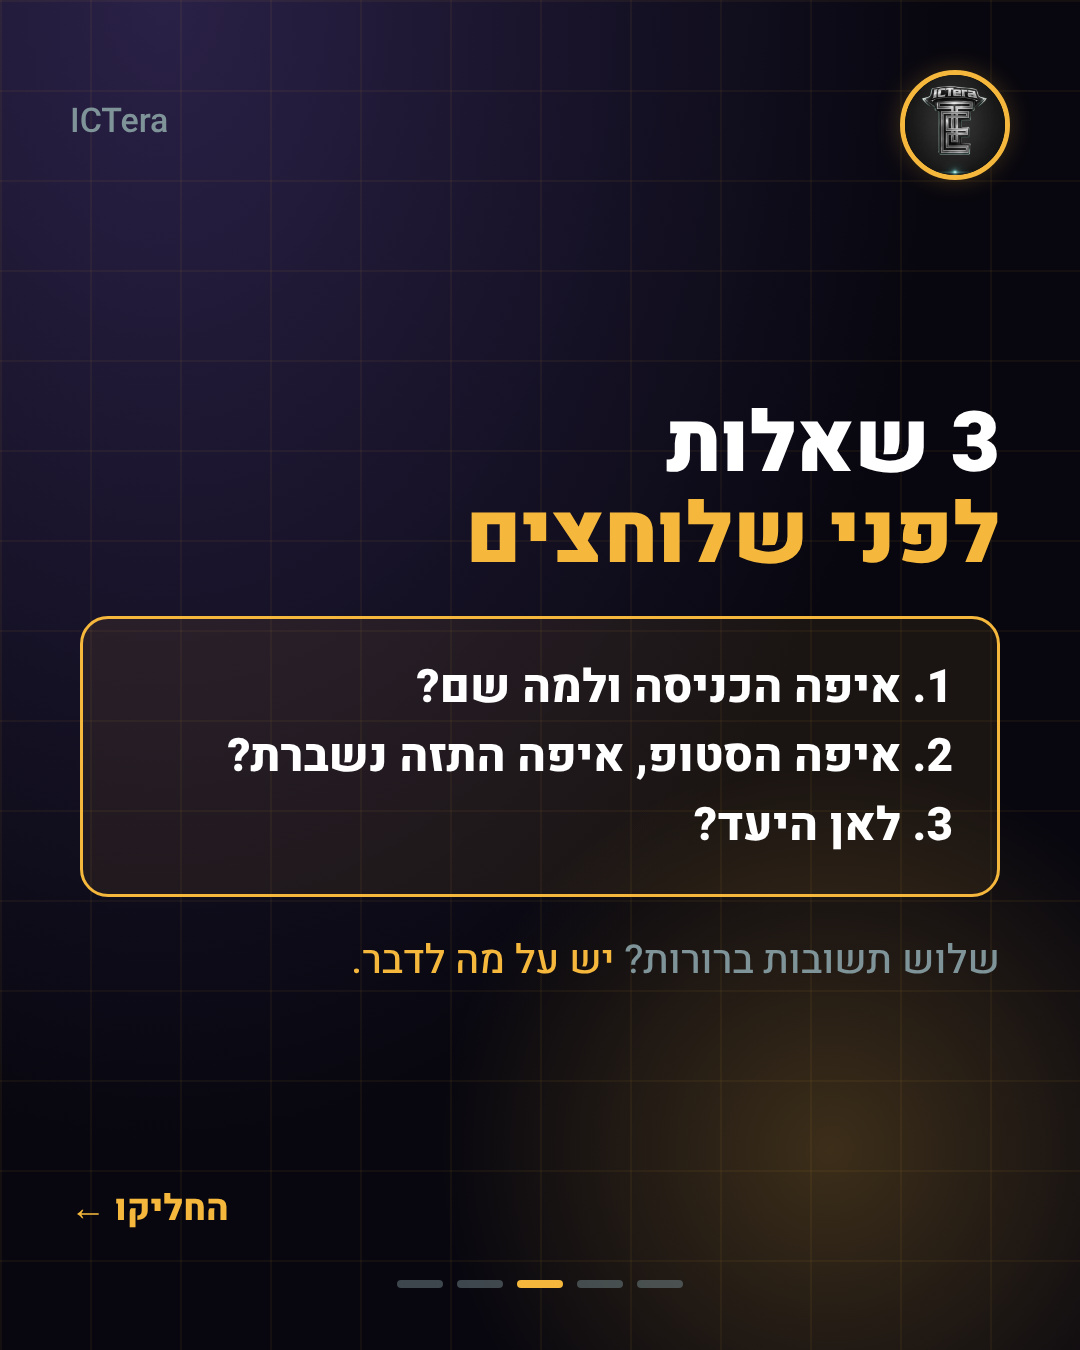 ICTera
ICTera
3 שאלות
לפני שלוחצים
1. איפה הכניסה ולמה שם?
2. איפה הסטופ, איפה התזה נשברת?
3. לאן היעד?
שלוש תשובות ברורות? יש על מה לדבר.
החליקו ←